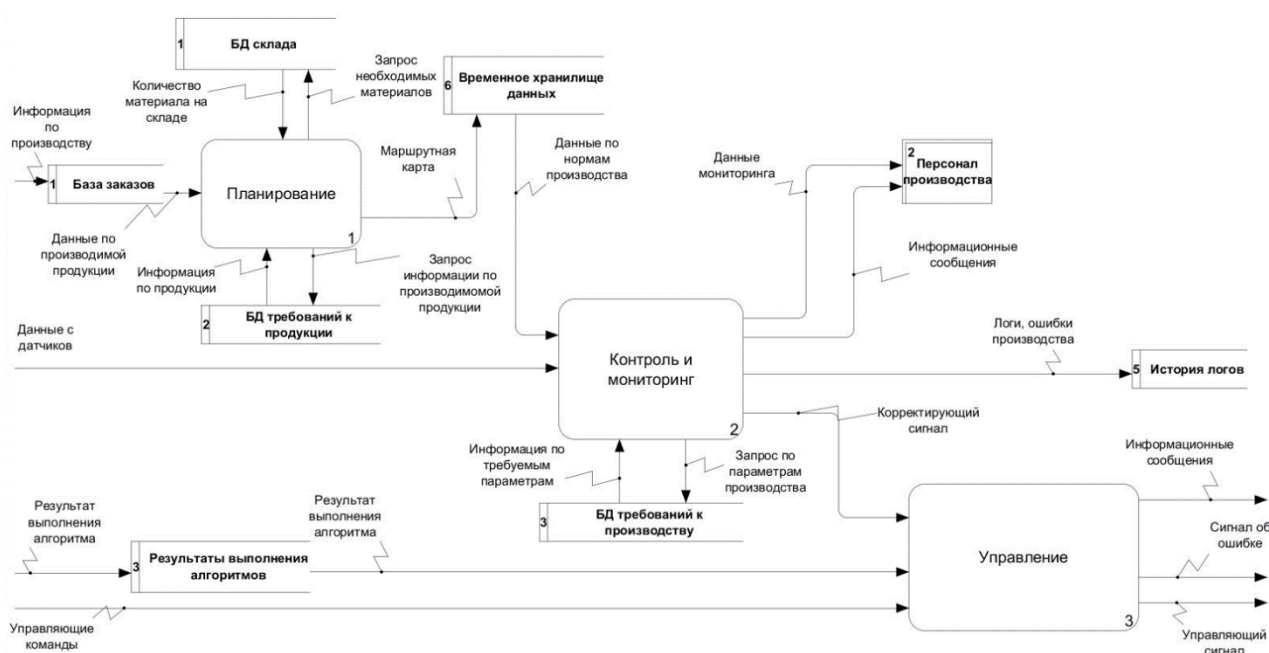 1
БД склада
Количество
материала на
складе
Запрос
необходимых
материалов
6
Временное хранилище
данных
Информация
по
производству
1
База заказов
Планирование
1
Маршрутная
карта
Данные по
нормам
производства
Данные
мониторинга
2
Персонал
производства
Данные по
производимой
продукции
Информация
по продукции
Запрос
информации по
производимомой
продукции
Информационные
сообщения
2
БД требований к
продукции
Данные с
датчиков
Контроль и
мониторинг
2
Логи, ошибки
производства
5
История логов
Корректирующий
сигнал
Информация по
требуемым
параметрам
Запрос по
параметрам
производства
3
БД требований к
производству
Информационные
сообщения
Результат
выполнения
алгоритма
3
Результаты выполнения
алгоритмов
Результат
выполнения
алгоритма
Управление
3
Сигнал об
ошибке
Управляющие
команды
Управляющий
сигнал